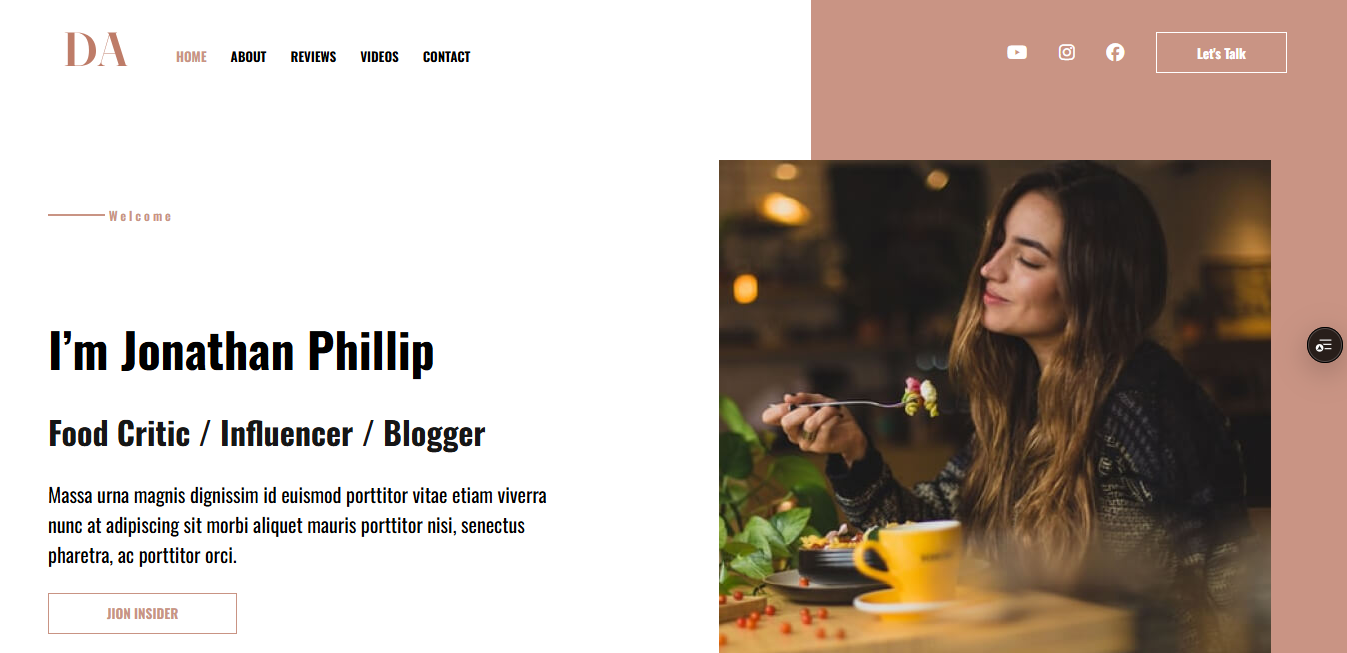 DA
HOME ABOUT REVIEWS VIDEOS CONTACT
Let's Talk
Welcome
I’m Jonathan Phillip
Food Critic / Influencer / Blogger
Massa urna magnis dignissim id euismod porttitor vitae etiam viverra
nunc at adipiscing sit morbi aliquet mauris porttitor nisi, senectus
pharetra, ac porttitor orci.
JION INSIDER